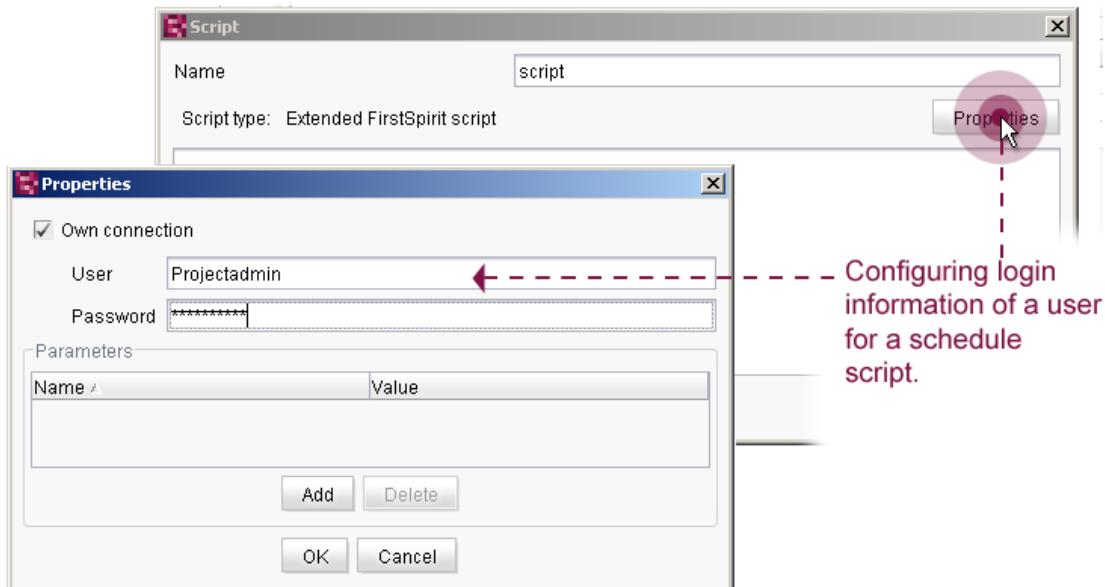 Script
Name script
Script type: Extended FirstSpirit script Properties
Properties
Own connection
User Projectadmin
Password **********
Parameters
Name Value
Add Delete
OK Cancel
Configuring login
information of a user
for a schedule
script.